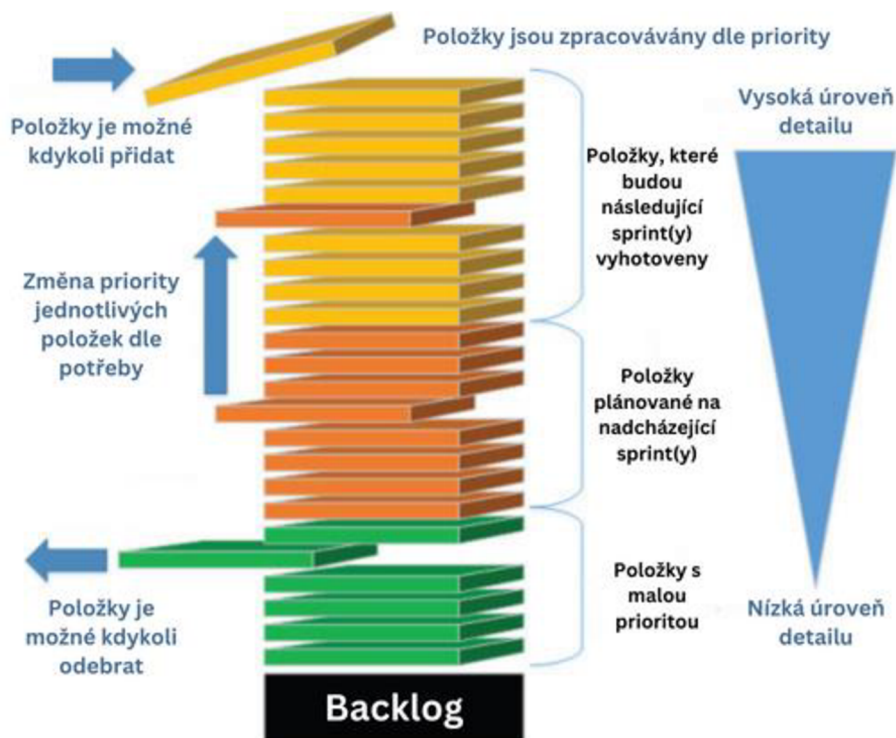 Položky jsou zpracovávány dle priority
Položky je možné
kdykoli přidat
Vysoká úroveň
detailu
Položky, které
budou
následující
sprint(y)
vyhotoveny
Změna priority
jednotlivých
položek dle
potřeby
Položky
plánované na
nadcházející
sprint(y)
Položky je
možné kdykoli
odebrat
Položky s
malou
prioritou
Nízká úroveň
detailu
Backlog